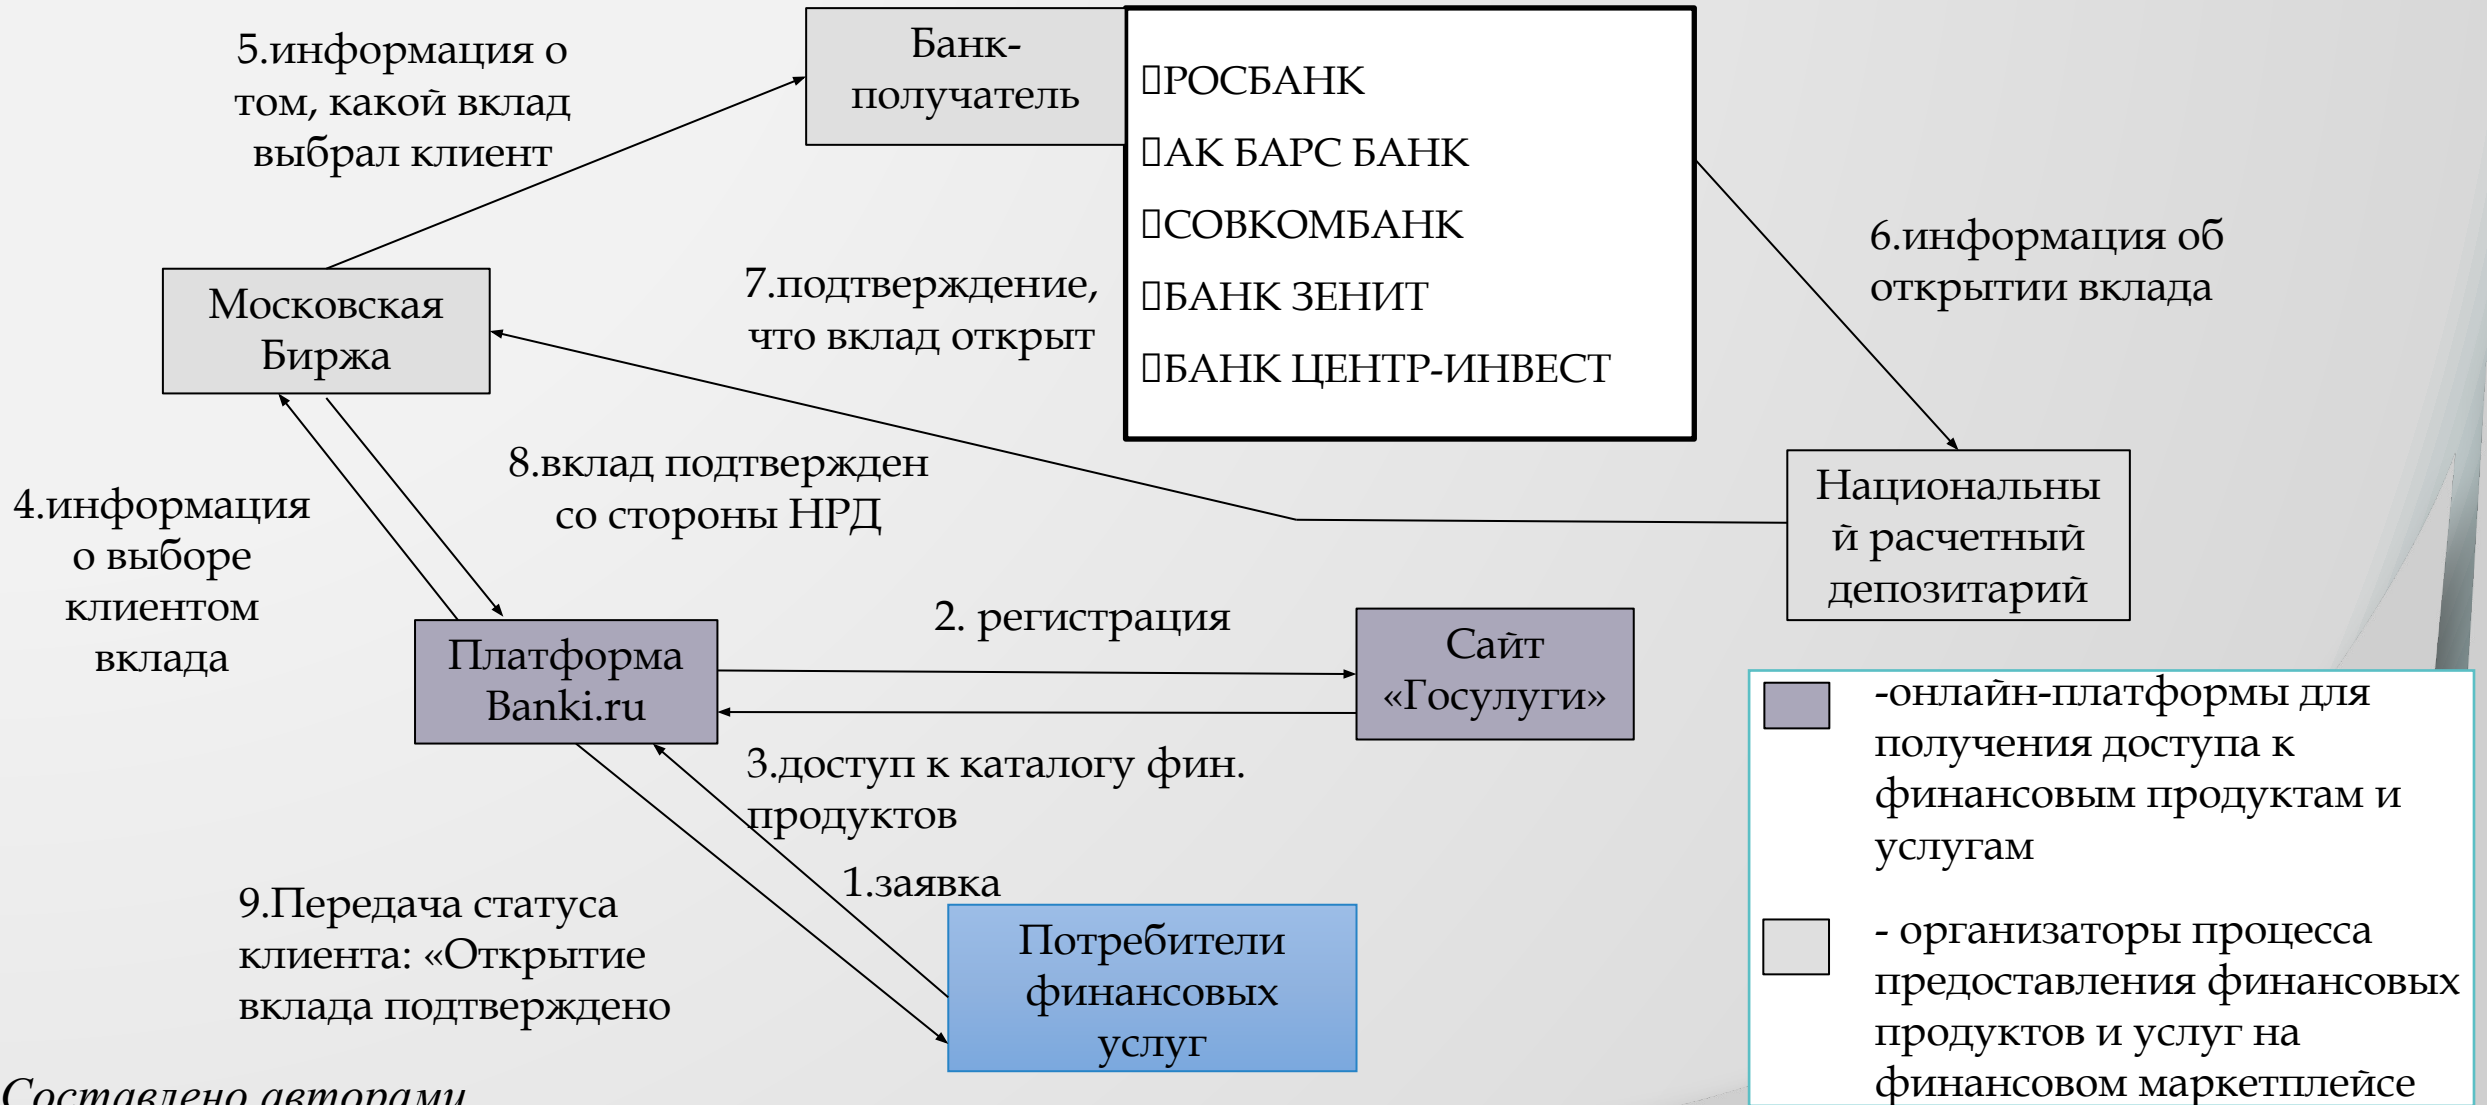 5.информация о
том, какой вклад
выбрал клиент
Банк-
получатель
РОСБАНК
АК БАРС БАНК
СОВКОМБАНК
БАНК ЗЕНИТ
БАНК ЦЕНТР-ИНВЕСТ
6.информация об
открытии вклада
Московская
Биржа
7.подтверждение,
что вклад открыт
8.вклад подтвержден
со стороны НРД
4.информация
о выборе
клиентом
вклада
Национальны
й расчетный
депозитарий
2. регистрация
Платформа
Banki.ru
Сайт
«Госулуги»
3.доступ к каталогу фин.
продуктов
1.заявка
9.Передача статуса
клиента: «Открытие
вклада подтверждено
Потребители
финансовых
услуг
-онлайн-платформы для
получения доступа к
финансовым продуктам и
услугам
- организаторы процесса
предоставления финансовых
продуктов и услуг на
финансовом маркетплейсе
Составлено авторами